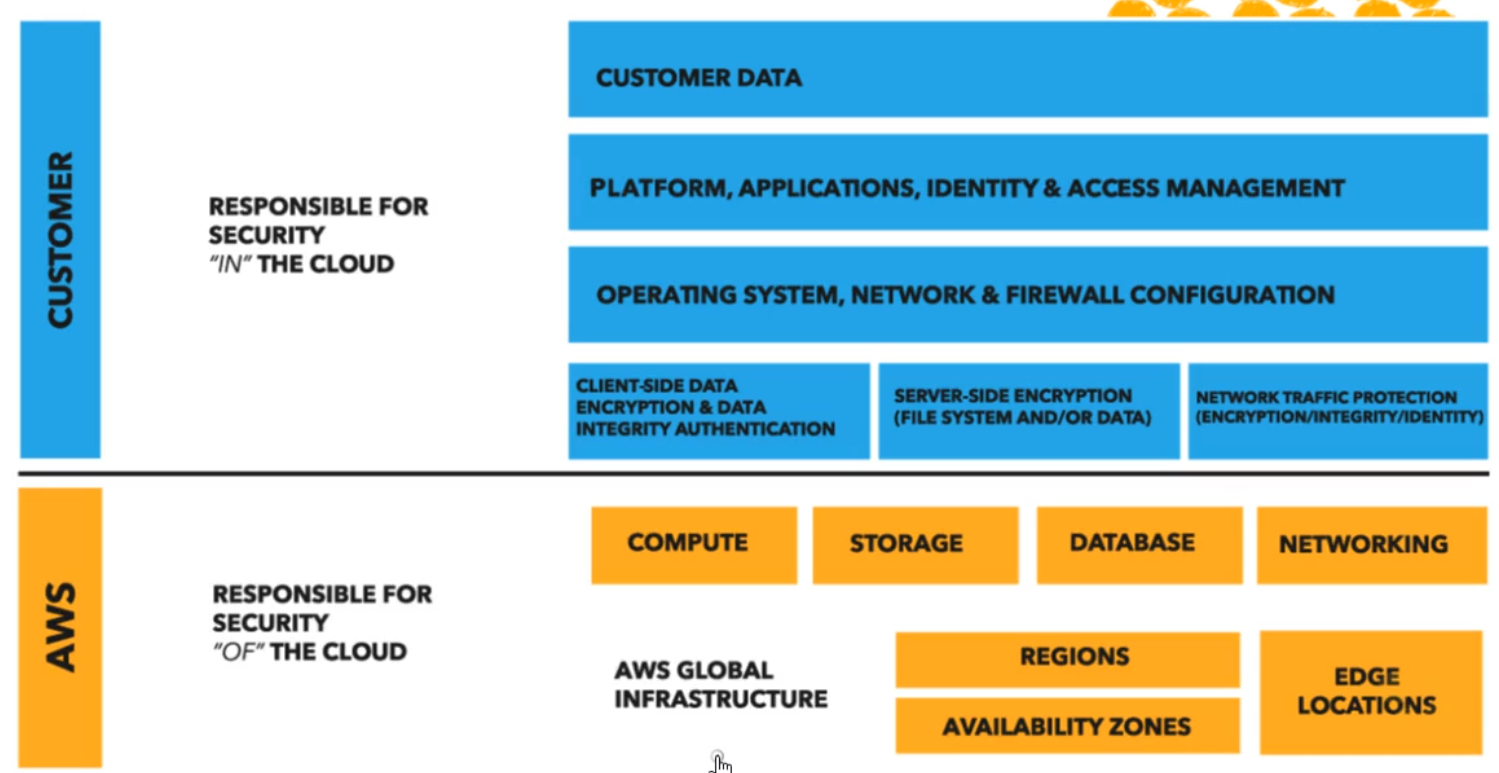 CUSTOMER
RESPONSIBLE FOR
SECURITY
"IN" THE CLOUD
CUSTOMER DATA
PLATFORM, APPLICATIONS, IDENTITY & ACCESS MANAGEMENT
OPERATING SYSTEM, NETWORK & FIREWALL CONFIGURATION
CLIENT-SIDE DATA
ENCRYPTION & DATA
INTEGRITY AUTHENTICATION
SERVER-SIDE ENCRYPTION
(FILE SYSTEM AND/OR DATA)
NETWORK TRAFFIC PROTECTION
(ENCRYPTION/INTEGRITY/IDENTITY)
AWS
RESPONSIBLE FOR
SECURITY
"OF" THE CLOUD
COMPUTE
STORAGE
DATABASE
NETWORKING
AWS GLOBAL
INFRASTRUCTURE
REGIONS
AVAILABILITY ZONES
EDGE
LOCATIONS